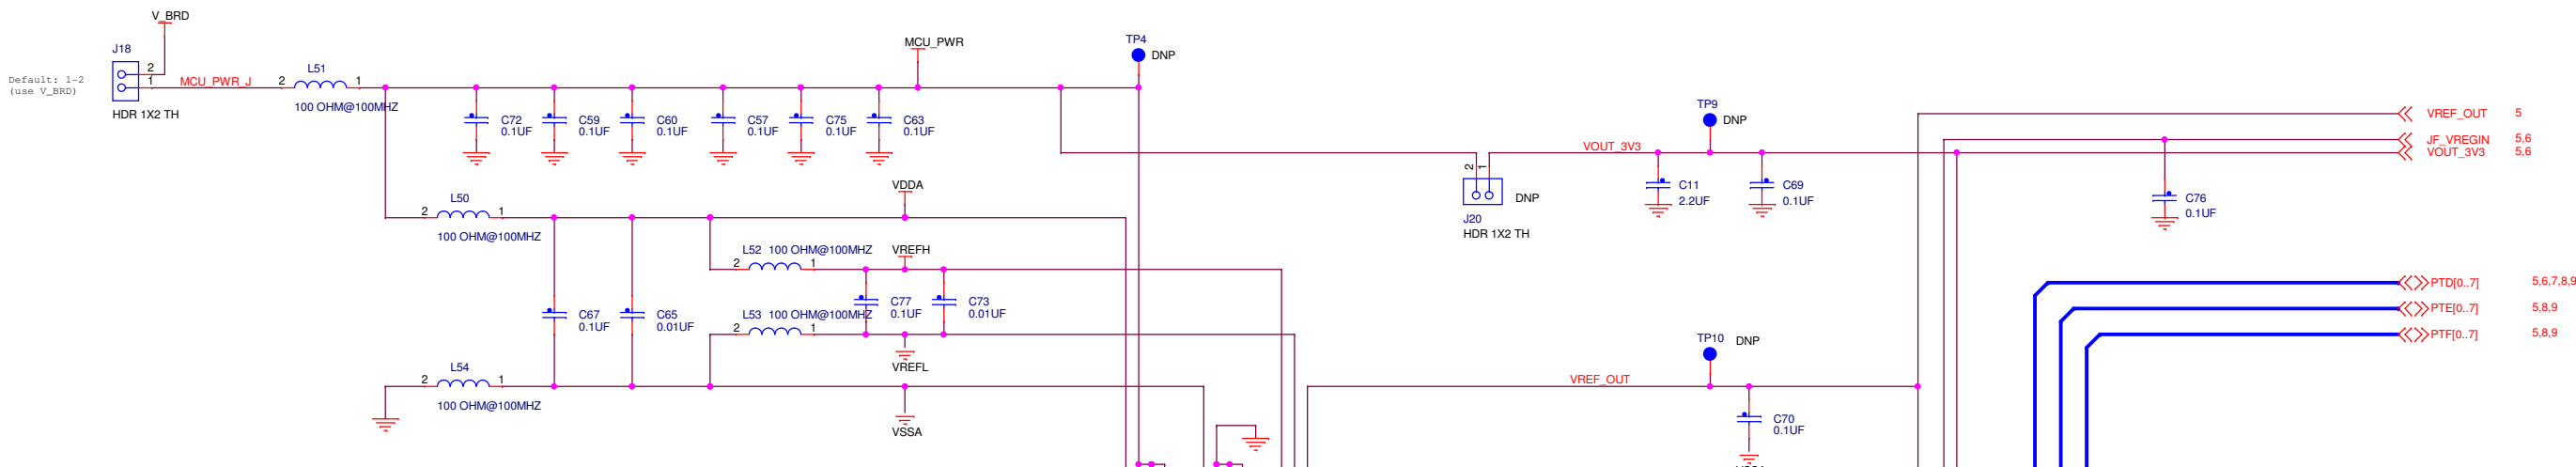 V_BRD
J18
2
1
Default: 1-2
(use V_BRD)
MCU_PWR_J
HDR 1X2 TH
L51
2
1
100 OHM@100MHZ
MCU_PWR
TP4
DNP
C72
0.1UF
C59
0.1UF
C60
0.1UF
C57
0.1UF
C75
0.1UF
C63
0.1UF
TP9
DNP
VOUT_3V3
2
1
DNP
J20
HDR 1X2 TH
C11
2.2UF
C69
0.1UF
VREF_OUT 5
JF_VREGIN 5,6
VOUT_3V3 5,6
C76
0.1UF
VDDA
L50
2
1
100 OHM@100MHZ
L52 100 OHM@100MHZ
2
1
VREFH
C67
0.1UF
C65
0.01UF
C77
0.1UF
C73
0.01UF
L53 100 OHM@100MHZ
2
1
VREFL
L54
2
1
100 OHM@100MHZ
VSSA
PTD[0..7] 5,6,7,8,9
PTE[0..7] 5,8,9
PTF[0..7] 5,8,9
TP10 DNP
VREF_OUT
C70
0.1UF